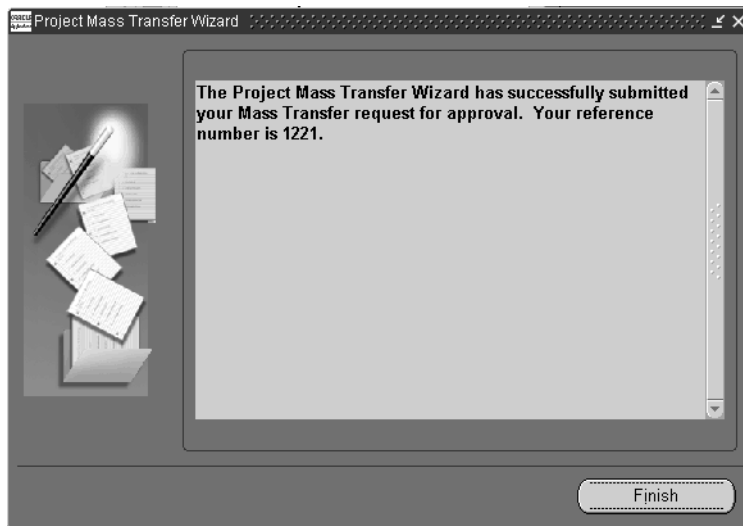 ORACLE
Project Mass Transfer Wizard
The Project Mass Transfer Wizard has successfully submitted
your Mass Transfer request for approval.  Your reference
number is 1221.
Finish